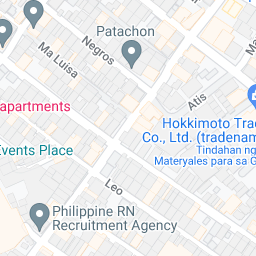 Patachon
Negros
Ma Luisa
apartments
Atis
Hokkimoto Tra
Co., Ltd. (tradenam
Tindahan ng
Materyales para sa G
Events Place
Leo
Philippine RN
Recruitment Agency